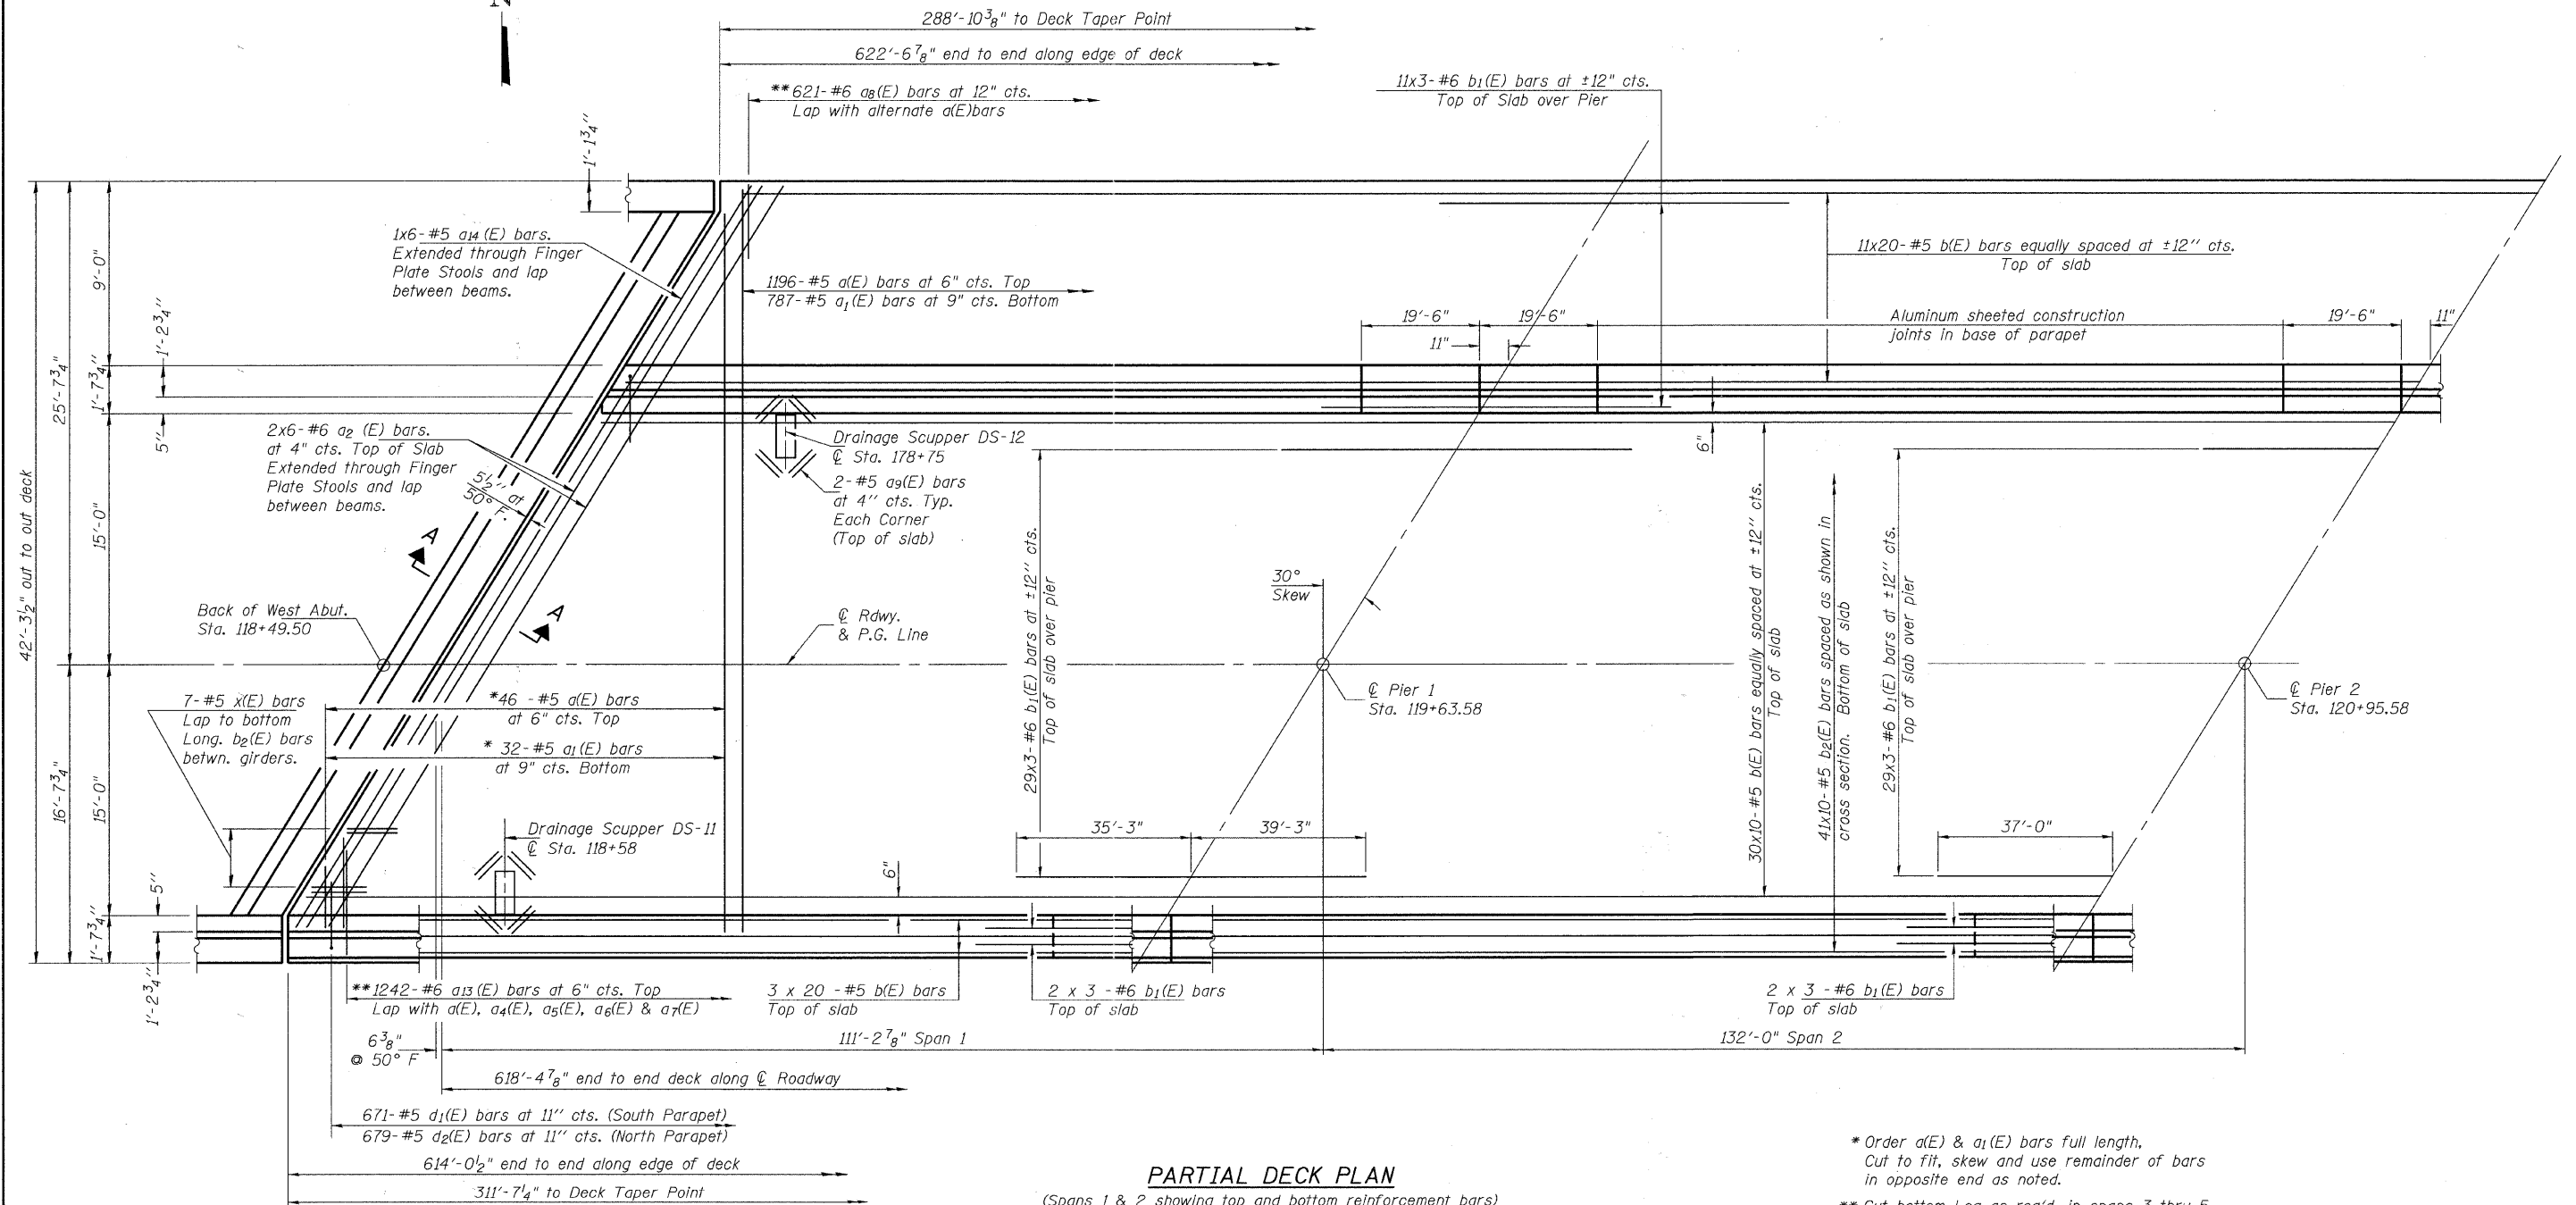 N
288'-10 3/8" to Deck Taper Point
622'-6 7/8" end to end along edge of deck
**621-#6 a8(E) bars at 12" cts.
Lap with alternate a(E)bars
11x3-#6 b1(E) bars at ±12" cts.
Top of Slab over Pier
1'-1 3/4"
1x6-#5 a14 (E) bars.
Extended through Finger
Plate Stools and lap
between beams.
1196-#5 a(E) bars at 6" cts. Top
787-#5 a1(E) bars at 9" cts. Bottom
11x20-#5 b(E) bars equally spaced at ±12" cts.
Top of slab
19'-6"
19'-6"
Aluminum sheeted construction
joints in base of parapet
19'-6"
11"
11"
9'-0"
1'-2 3/4"
1'-7 3/4"
5"
25'-7 3/4"
42'-3 1/2" out to out deck
15'-0"
2x6-#6 a2 (E) bars.
at 4" cts. Top of Slab
Extended through Finger
Plate Stools and lap
between beams.
5 1/2" at
50° F.
Drainage Scupper DS-12
℄ Sta. 178+75
2-#5 a9(E) bars
at 4" cts. Typ.
Each Corner
(Top of slab)
6"
A
A
Back of West Abut.
Sta. 118+49.50
℄ Rdwy.
& P.G. Line
30°
Skew
29x3-#6 b1(E) bars at ±12" cts.
Top of slab over pier
30x10-#5 b(E) bars equally spaced at ±12" cts.
Top of slab
41x10-#5 b2(E) bars spaced as shown in
cross section. Bottom of slab
29x3-#6 b1(E) bars at ±12" cts.
Top of slab over pier
℄ Pier 1
Sta. 119+63.58
℄ Pier 2
Sta. 120+95.58
7-#5 x(E) bars
Lap to bottom
Long. b2(E) bars
betwn. girders.
*46 -#5 a(E) bars
at 6" cts. Top
* 32-#5 a1(E) bars
at 9" cts. Bottom
16'-7 3/4"
15'-0"
Drainage Scupper DS-11
℄ Sta. 118+58
6"
35'-3"
39'-3"
37'-0"
5"
1'-7 3/4"
1'-2 3/4"
**1242-#6 a13(E) bars at 6" cts. Top
Lap with a(E), a4(E), a5(E), a6(E) & a7(E)
3 x 20 -#5 b(E) bars
Top of slab
2 x 3 -#6 b1(E) bars
Top of slab
2 x 3 -#6 b1(E) bars
Top of slab
6 3/8"
@ 50° F
111'-2 7/8" Span 1
132'-0" Span 2
618'-4 7/8" end to end deck along ℄ Roadway
671-#5 d1(E) bars at 11" cts. (South Parapet)
679-#5 d2(E) bars at 11" cts. (North Parapet)
614'-0 1/2" end to end along edge of deck
311'-7 1/4" to Deck Taper Point
PARTIAL DECK PLAN
(Spans 1 & 2 showing top and bottom reinforcement bars)
* Order a(E) & a1(E) bars full length.
Cut to fit, skew and use remainder of bars
in opposite end as noted.
** Cut bottom Leg as req'd. in spans 3 thru 5